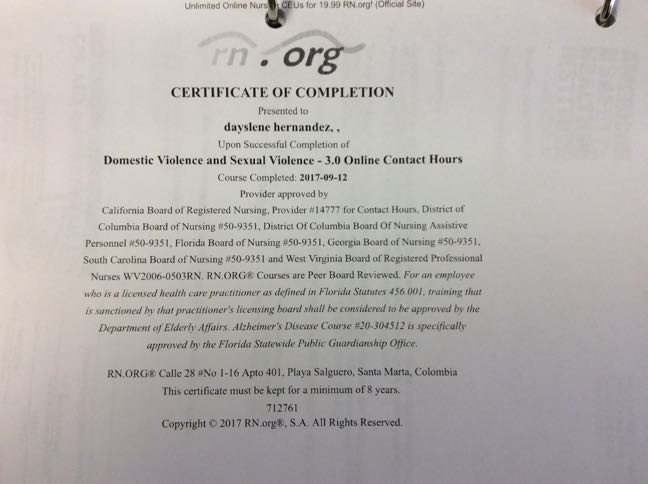 Unlimited Online Nurs CEUs for 19.99 RN.org! (Official Site)
rn.org
CERTIFICATE OF COMPLETION
Presented to
dayslene hernandez, ,
Upon Successful Completion of
Domestic Violence and Sexual Violence - 3.0 Online Contact Hours
Course Completed: 2017-09-12
Provider approved by
California Board of Registered Nursing, Provider #14777 for Contact Hours, District of
Columbia Board of Nursing #50-9351, District Of Columbia Board Of Nursing Assistive
Personnel #50-9351, Florida Board of Nursing #50-9351, Georgia Board of Nursing #50-9351,
South Carolina Board of Nursing #50-9351 and West Virginia Board of Registered Professional
Nurses WV2006-0503RN. RN.ORG® Courses are Peer Board Reviewed. For an employee
who is a licensed health care practitioner as defined in Florida Statutes 456.001, training that
is sanctioned by that practitioner's licensing board shall be considered to be approved by the
Department of Elderly Affairs. Alzheimer's Disease Course #20-304512 is specifically
approved by the Florida Statewide Public Guardianship Office.
RN.ORG® Calle 28 #No 1-16 Apto 401, Playa Salguero, Santa Marta, Colombia
This certificate must be kept for a minimum of 8 years.
712761
Copyright © 2017 RN.org®, S.A. All Rights Reserved.